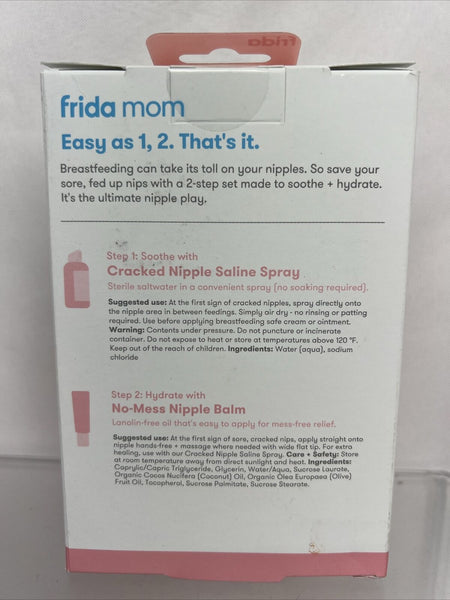 frida
frida mom
Easy as 1, 2. That's it.
Breastfeeding can take its toll on your nipples. So save your
sore, fed up nips with a 2-step set made to soothe + hydrate.
It's the ultimate nipple play.
Step 1: Soothe with
Cracked Nipple Saline Spray
Sterile saltwater in a convenient spray (no soaking required).
Suggested use: At the first sign of cracked nipples, spray directly onto
the nipple area in between feedings. Simply air dry - no rinsing or patting
required. Use before applying breastfeeding safe cream or ointment.
Warning: Contents under pressure. Do not puncture or incinerate
container. Do not expose to heat or store at temperatures above 120 °F.
Keep out of the reach of children. Ingredients: Water (aqua), sodium
chloride
Step 2: Hydrate with
No-Mess Nipple Balm
Lanolin-free oil that's easy to apply for mess-free relief.
Suggested use: At the first sign of sore, cracked nips, apply straight onto
nipple hands-free + massage where needed with wide flat tip. For extra
healing, use with our Cracked Nipple Saline Spray. Care + Safety: Store
at room temperature away from direct sunlight and heat. Ingredients:
Caprylic/Capric Triglyceride, Glycerin, Water/Aqua, Sucrose Laurate,
Organic Cocos Nucifera (Coconut) Oil, Organic Olea Europaea (Olive)
Fruit Oil, Tocopherol, Sucrose Palmitate, Sucrose Stearate.